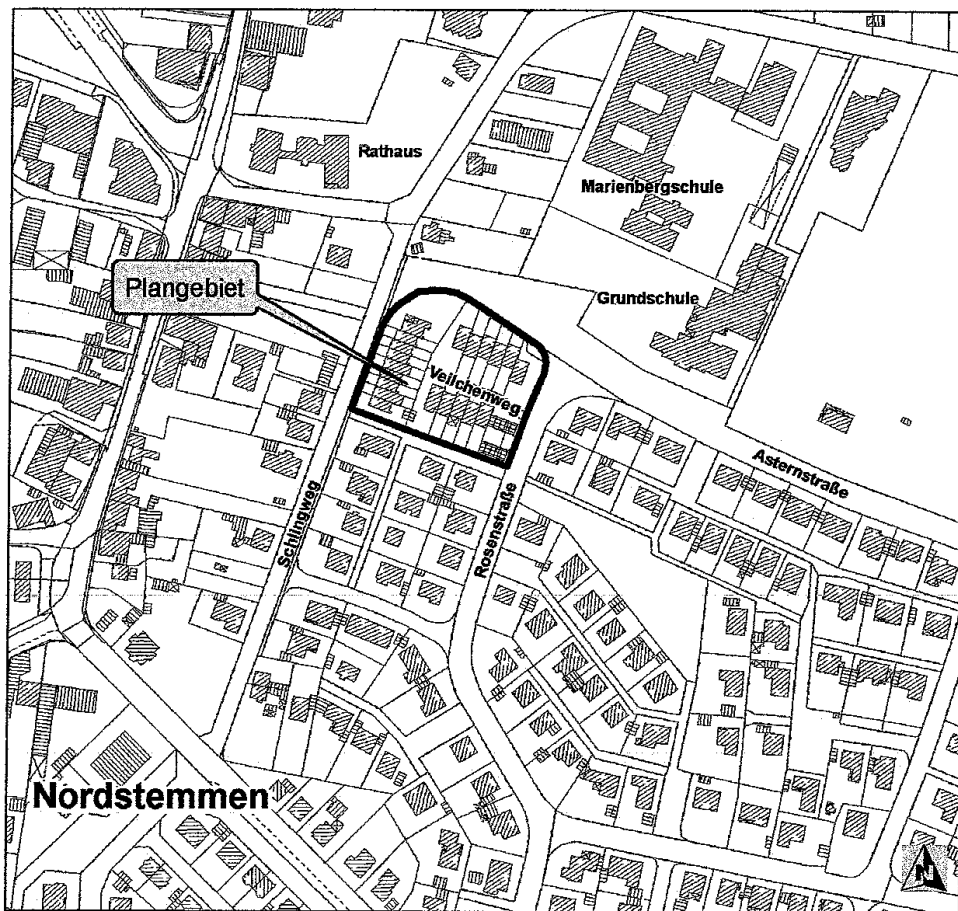 Rathaus
Marienbergschule
Grundschule
Plangebiet
Veilchenweg
Asternstraße
Schlingweg
Rosenstraße
Nordstemmen
N